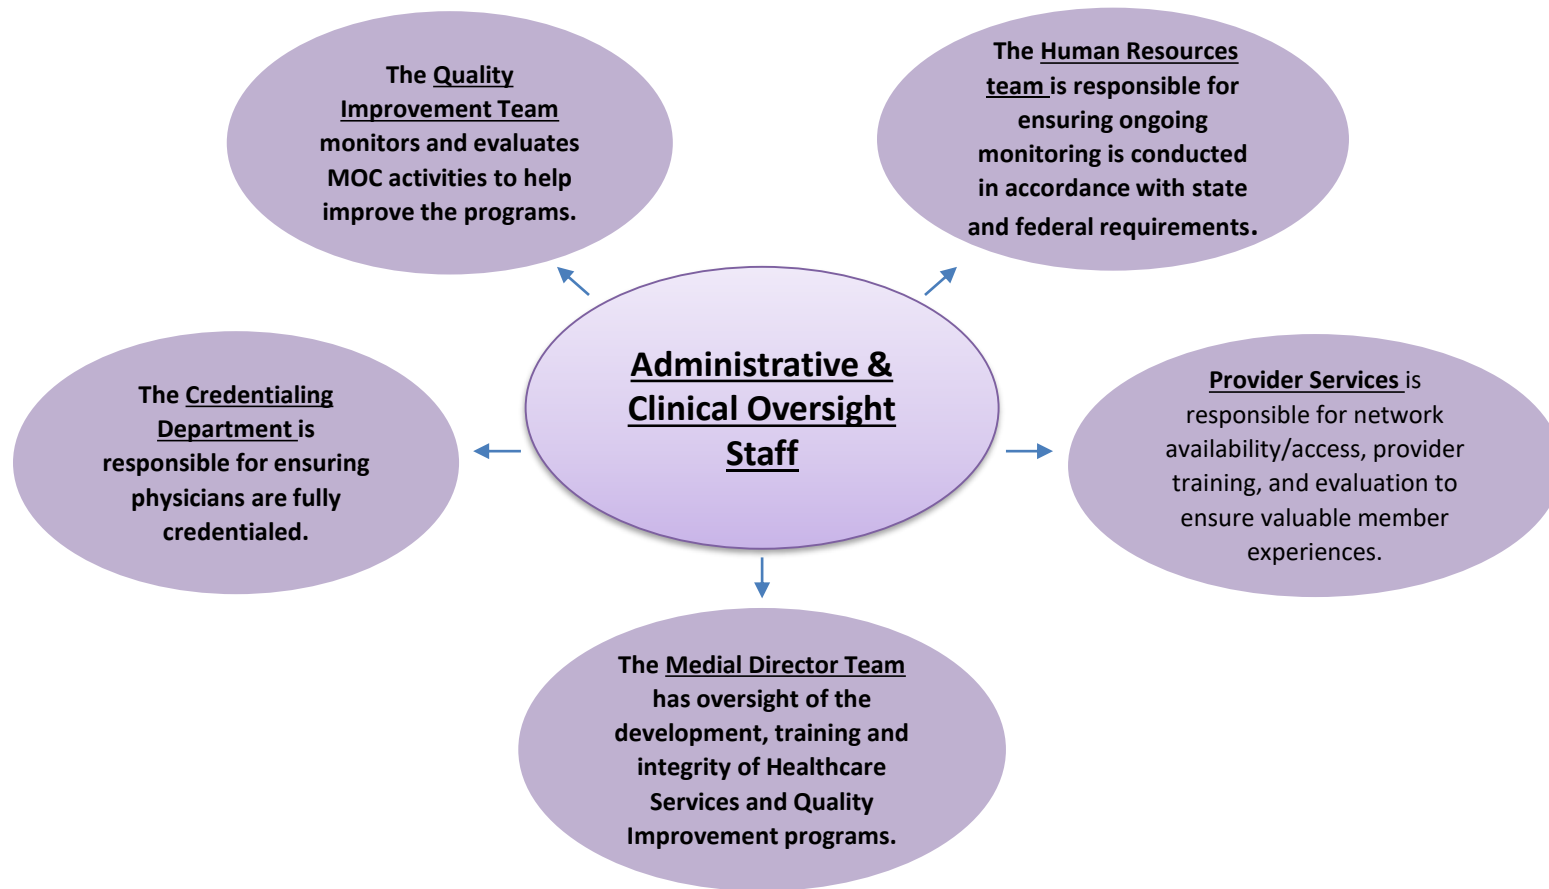 The Quality
Improvement Team
monitors and evaluates
MOC activities to help
improve the programs.
The Human Resources
team is responsible for
ensuring ongoing
monitoring is conducted
in accordance with state
and federal requirements.
Administrative &
Clinical Oversight
Staff
The Credentialing
Department is
responsible for ensuring
physicians are fully
credentialed.
Provider Services is
responsible for network
availability/access, provider
training, and evaluation to
ensure valuable member
experiences.
The Medial Director Team
has oversight of the
development, training and
integrity of Healthcare
Services and Quality
Improvement programs.